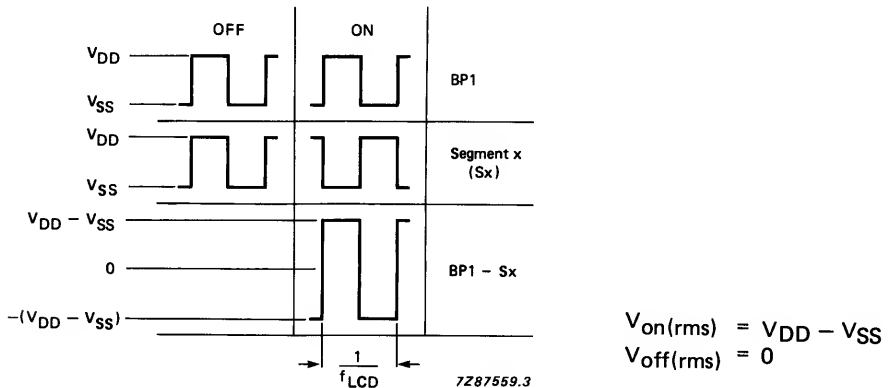 OFF ON
VDD
VSS
BP1
VDD
VSS
Segment x
(Sx)
VDD – VSS
0
–(VDD – VSS)
BP1 – Sx
1
fLCD
7Z87559.3
Von(rms) = VDD – VSS
Voff(rms) = 0